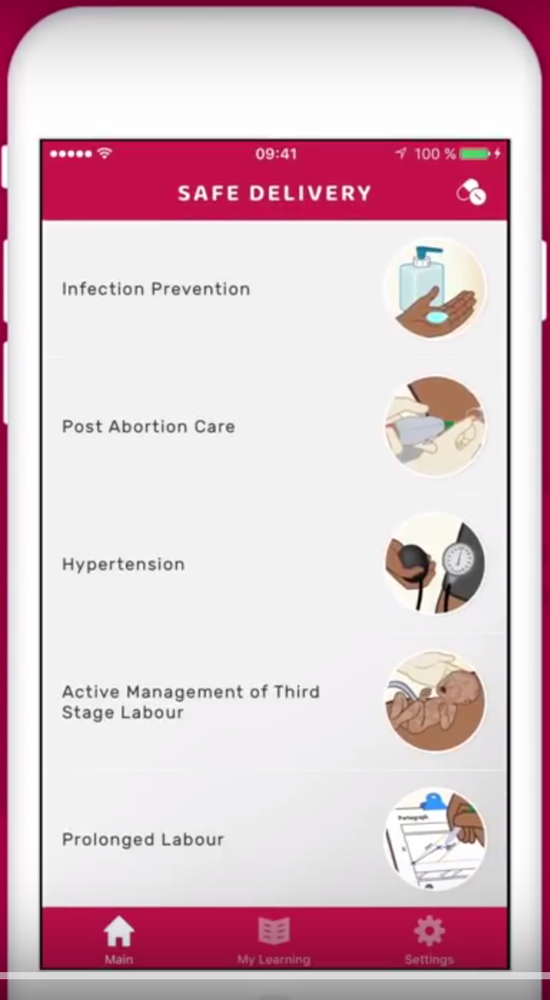 09:41
100 %
SAFE DELIVERY
Infection Prevention
Post Abortion Care
Hypertension
Active Management of Third
Stage Labour
Partograph
Prolonged Labour
Main
My Learning
Settings